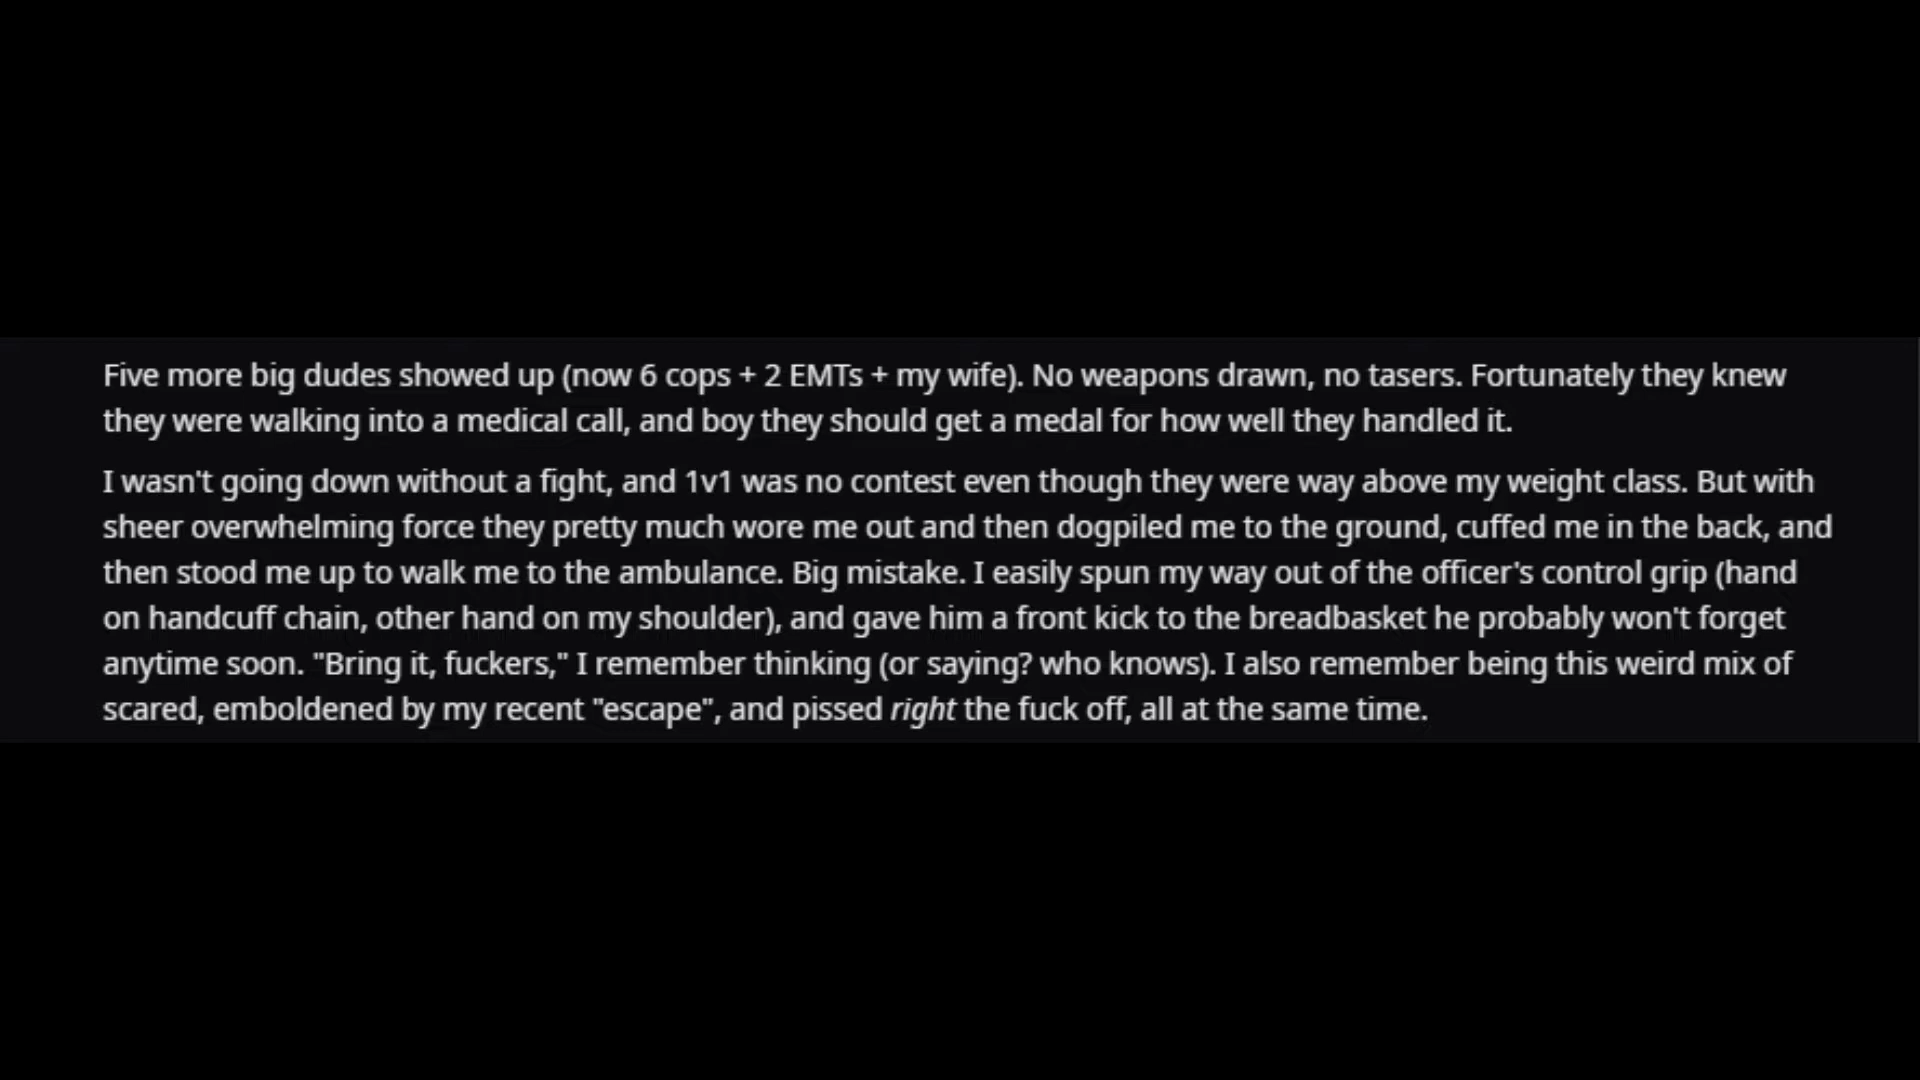 Five more big dudes showed up (now 6 cops + 2 EMTs + my wife). No weapons drawn, no tasers. Fortunately they knew
they were walking into a medical call, and boy they should get a medal for how well they handled it.
I wasn't going down without a fight, and 1v1 was no contest even though they were way above my weight class. But with
sheer overwhelming force they pretty much wore me out and then dogpiled me to the ground, cuffed me in the back, and
then stood me up to walk me to the ambulance. Big mistake. I easily spun my way out of the officer's control grip (hand
on handcuff chain, other hand on my shoulder), and gave him a front kick to the breadbasket he probably won't forget
anytime soon. "Bring it, fuckers," I remember thinking (or saying? who knows). I also remember being this weird mix of
scared, emboldened by my recent "escape", and pissed right the fuck off, all at the same time.